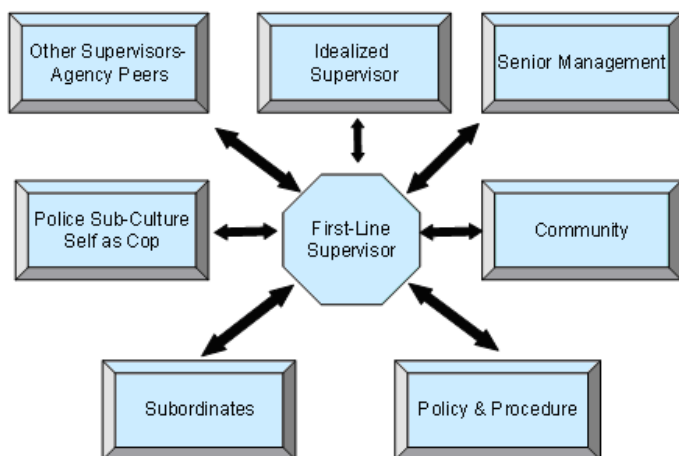 Other Supervisors-
Agency Peers
Idealized
Supervisor
Senior Management
Police Sub-Culture
Self as Cop
First-Line
Supervisor
Community
Subordinates
Policy & Procedure